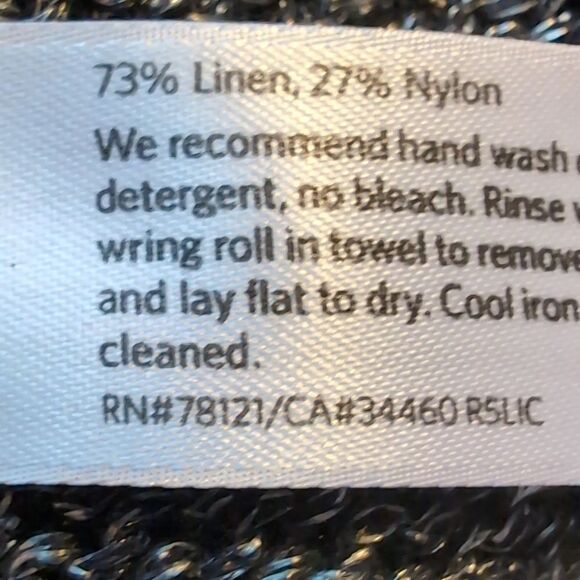 73% Linen, 27% Nylon
We recommend hand wash
detergent, no bleach. Rinse
wring roll in towel to remove
and lay flat to dry. Cool iron
cleaned.
RN#78121/CA#34460 R5LIC